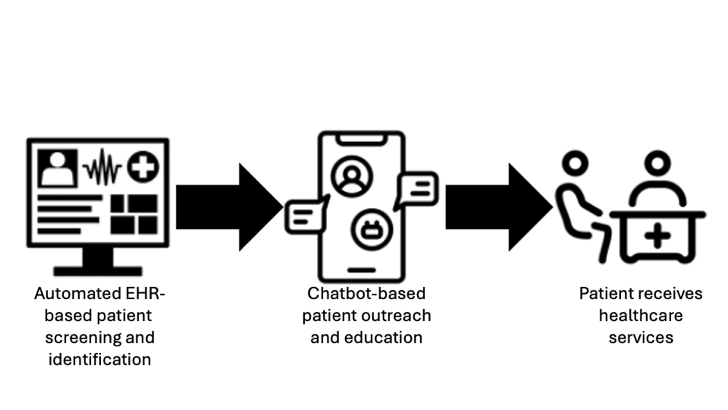 Automated EHR-
based patient
screening and
identification
Chatbot-based
patient outreach
and education
Patient receives
healthcare
services